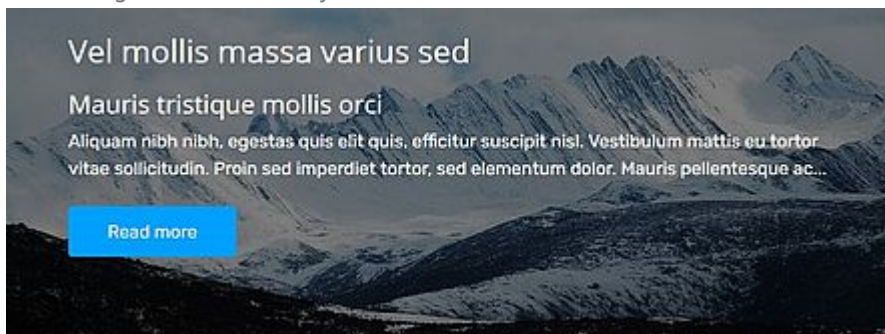 Vel mollis massa varius sed
Mauris tristique mollis orci
Aliquam nibh nibh, egestas quis elit quis, efficitur suscipit nisl. Vestibulum mattis eu tortor
vitae sollicitudin. Proin sed imperdiet tortor, sed elementum dolor. Mauris pellentesque ac...
Read more